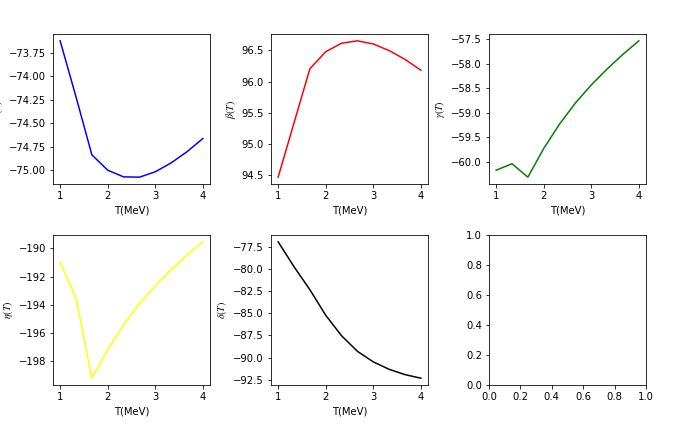 −73.75
−74.00
−74.25
−74.50
−74.75
−75.00
1 2 3 4
T(MeV)
β(T)
96.5
96.0
95.5
95.0
94.5
1 2 3 4
T(MeV)
γ(T)
−57.5
−58.0
−58.5
−59.0
−59.5
−60.0
1 2 3 4
T(MeV)
η(T)
−190
−192
−194
−196
−198
1 2 3 4
T(MeV)
δ(T)
−77.5
−80.0
−82.5
−85.0
−87.5
−90.0
−92.5
1 2 3 4
T(MeV)
1.0
0.8
0.6
0.4
0.2
0.0
0.0 0.2 0.4 0.6 0.8 1.0